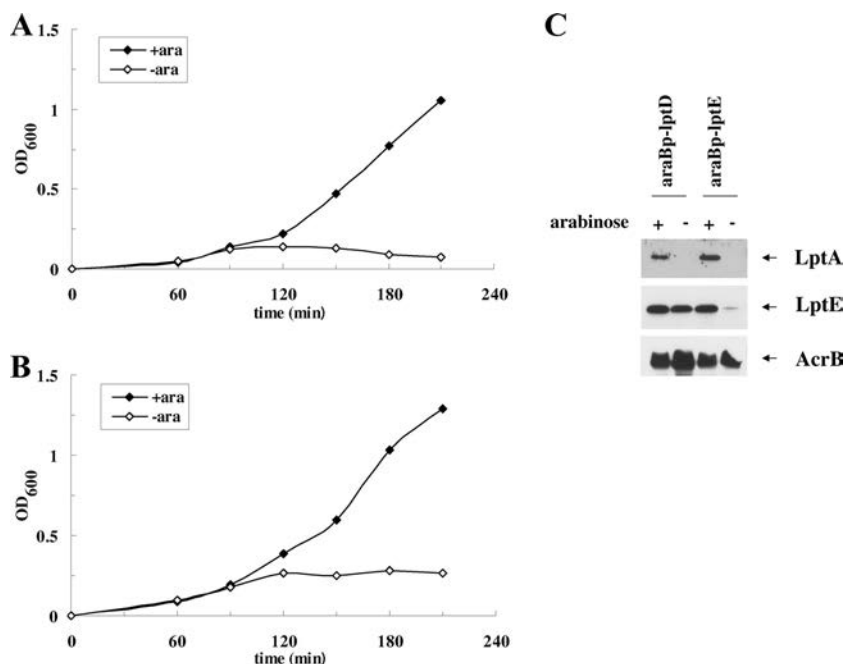 A
+ara
-ara
1.5
1
0.5
0
OD600
0 60 120 180 240
time (min)
B
+ara
-ara
1.5
1
0.5
0
OD600
0 60 120 180 240
time (min)
C
araBp-lptD
araBp-lptE
arabinose + - + -
LptA
LptE
AcrB